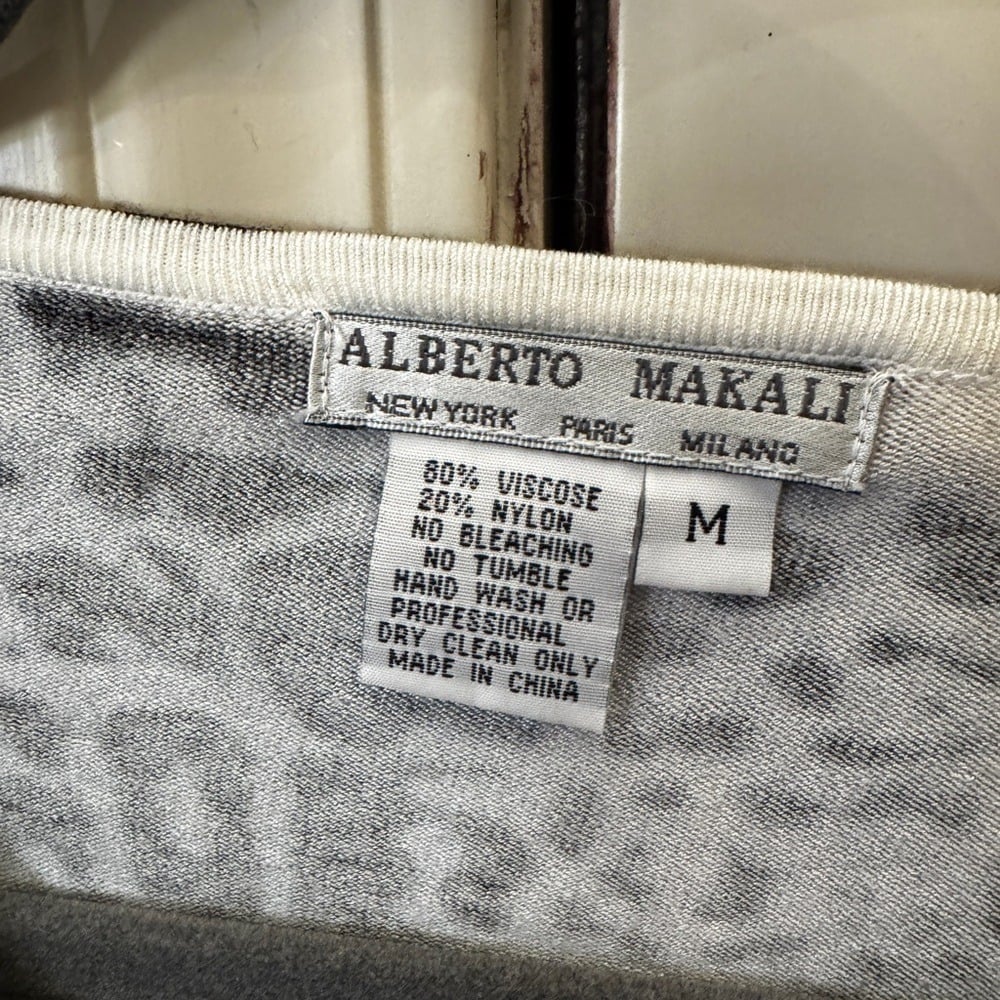 ALBERTO MAKALI
NEW YORK PARIS MILANO
80% VISCOSE
20% NYLON
NO BLEACHING
NO TUMBLE
HAND WASH OR
PROFESSIONAL
DRY CLEAN ONLY
MADE IN CHINA
M